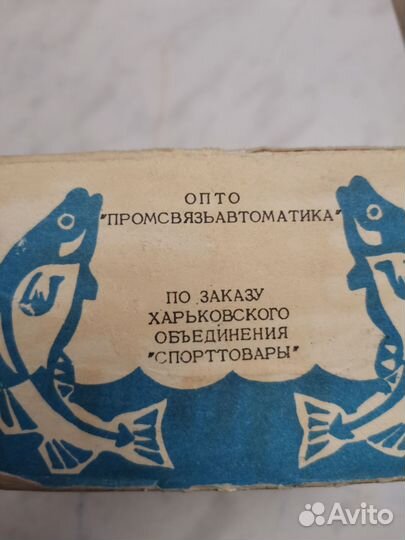 ОПТО
"ПРОМСВЯЗЬАВТОМАТИКА"
ПО ЗАКАЗУ
ХАРЬКОВСКОГО
ОБЪЕДИНЕНИЯ
"СПОРТТОВАРЫ"
Avito